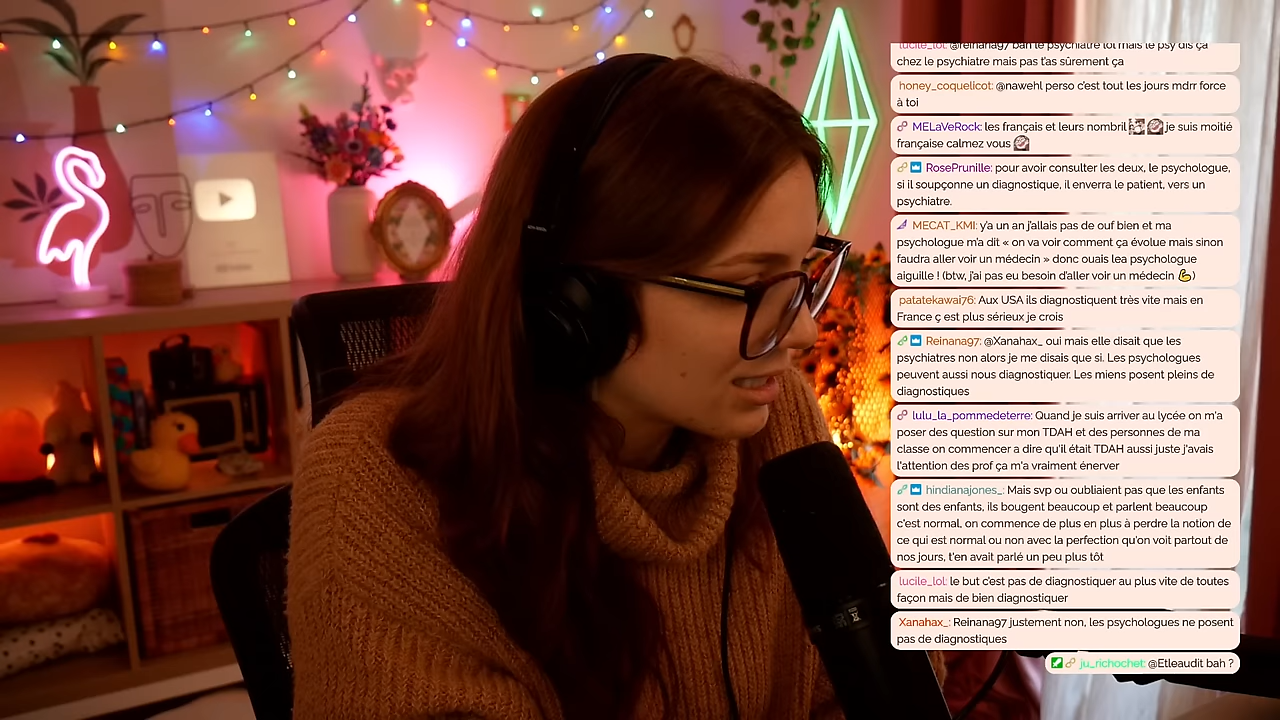 lucile_lol: @reinana97 bah le psychiatre lol mais le psy dis ça
chez le psychiatre mais pas t'as sûrement ça
honey_coquelicot: @nawehl perso c'est tout les jours mdrr force
à toi
MELaVeRock: les français et leurs nombril je suis moitié
française calmez vous
RosePrunille: pour avoir consulter les deux, le psychologue,
si il soupçonne un diagnostique, il enverra le patient, vers un
psychiatre.
MECAT_KMI: y'a un an j'allais pas de ouf bien et ma
psychologue m'a dit « on va voir comment ça évolue mais sinon
faudra aller voir un médecin » donc ouais lea psychologue
aiguille ! (btw, j'ai pas eu besoin d'aller voir un médecin 💪)
patatekawai76: Aux USA ils diagnostiquent très vite mais en
France ç est plus sérieux je crois
Reinana97: @Xanahax_ oui mais elle disait que les
psychiatres non alors je me disais que si. Les psychologues
peuvent aussi nous diagnostiquer. Les miens posent pleins de
diagnostiques
lulu_la_pommedeterre: Quand je suis arriver au lycée on m'a
poser des question sur mon TDAH et des personnes de ma
classe on commencer a dire qu'il était TDAH aussi juste j'avais
l'attention des prof ça m'a vraiment énerver
hindianajones_: Mais svp ou oubliaient pas que les enfants
sont des enfants, ils bougent beaucoup et parlent beaucoup
c'est normal, on commence de plus en plus à perdre la notion de
ce qui est normal ou non avec la perfection qu'on voit partout de
nos jours, t'en avait parlé un peu plus tôt
lucile_lol: le but c'est pas de diagnostiquer au plus vite de toutes
façon mais de bien diagnostiquer
Xanahax_: Reinana97 justement non, les psychologues ne posent
pas de diagnostiques
ju_richochet: @Etleaudit bah ?